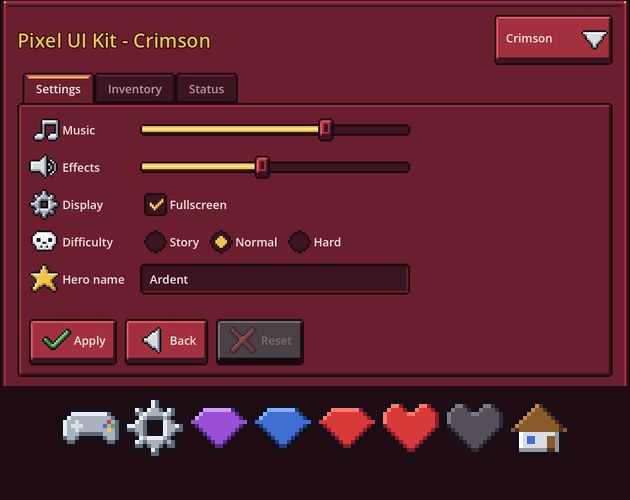 Pixel UI Kit - Crimson
Crimson
Settings Inventory Status
Music
Effects
Display Fullscreen
Difficulty Story Normal Hard
Hero name Ardent
Apply Back Reset